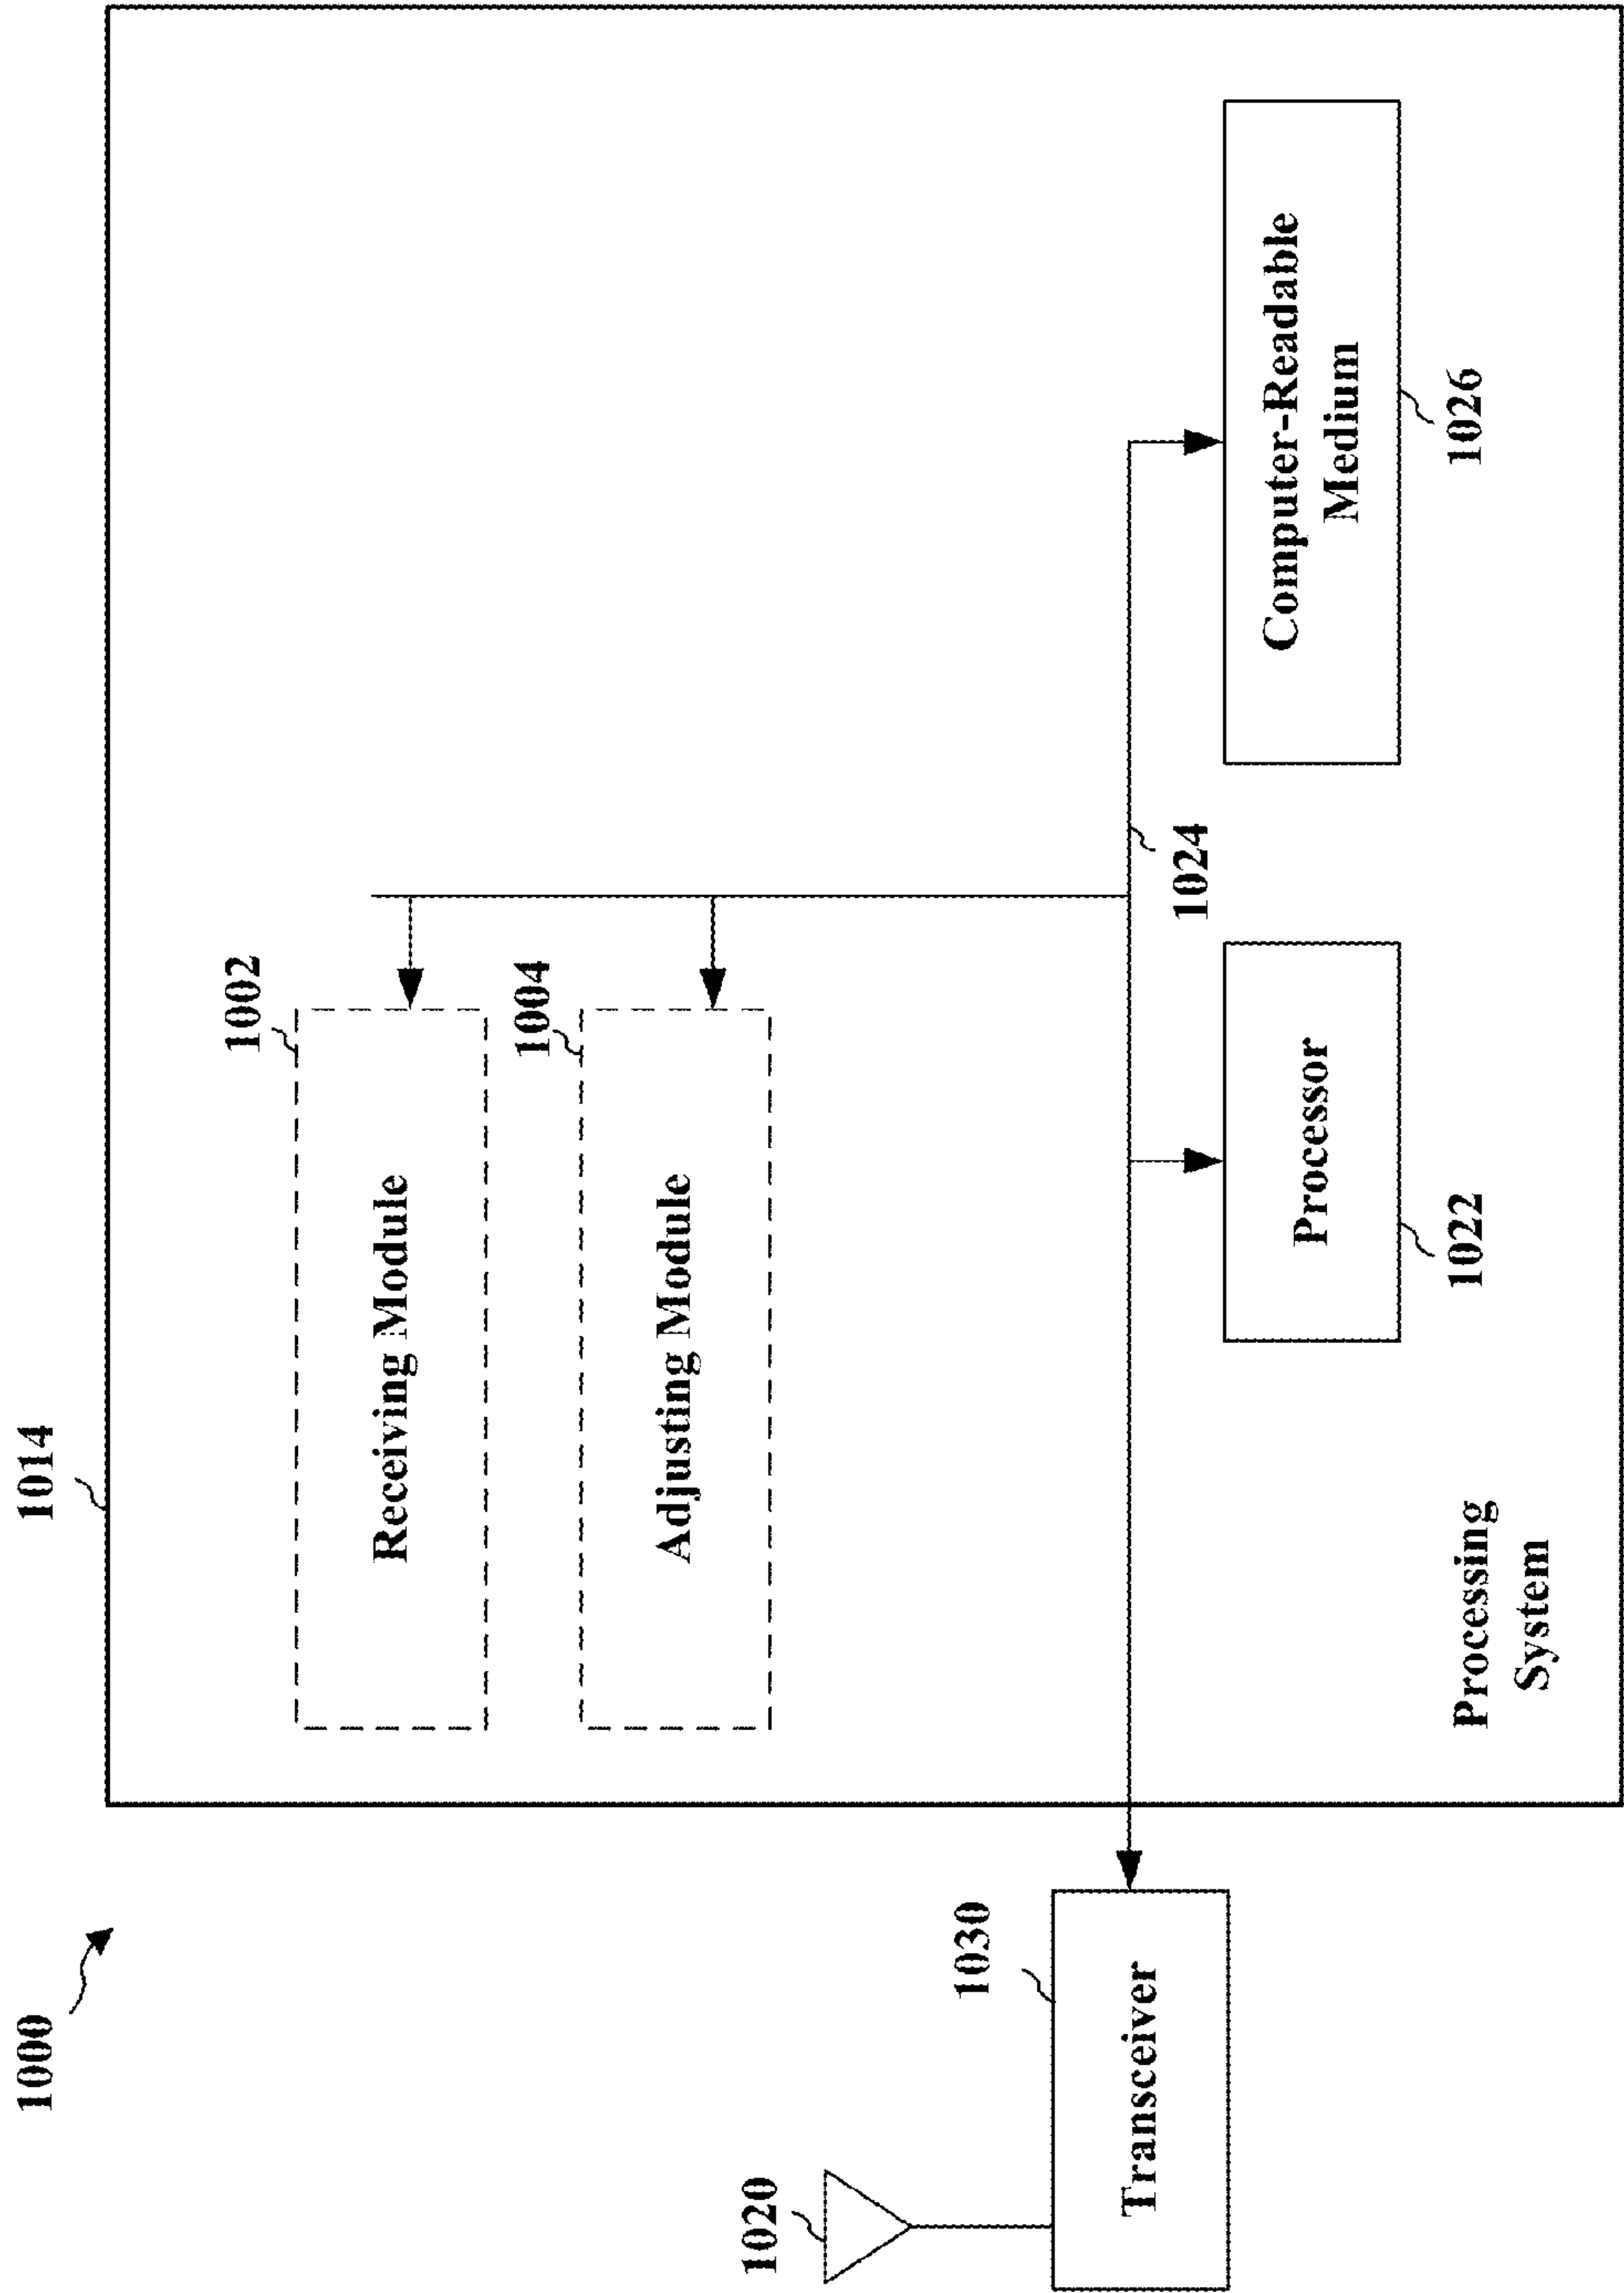 1000
1014
1002
Receiving Module
1004
Adjusting Module
1020
1030
Transceiver
1024
Processor
Computer-Readable
Medium
1022
1026
Processing
System